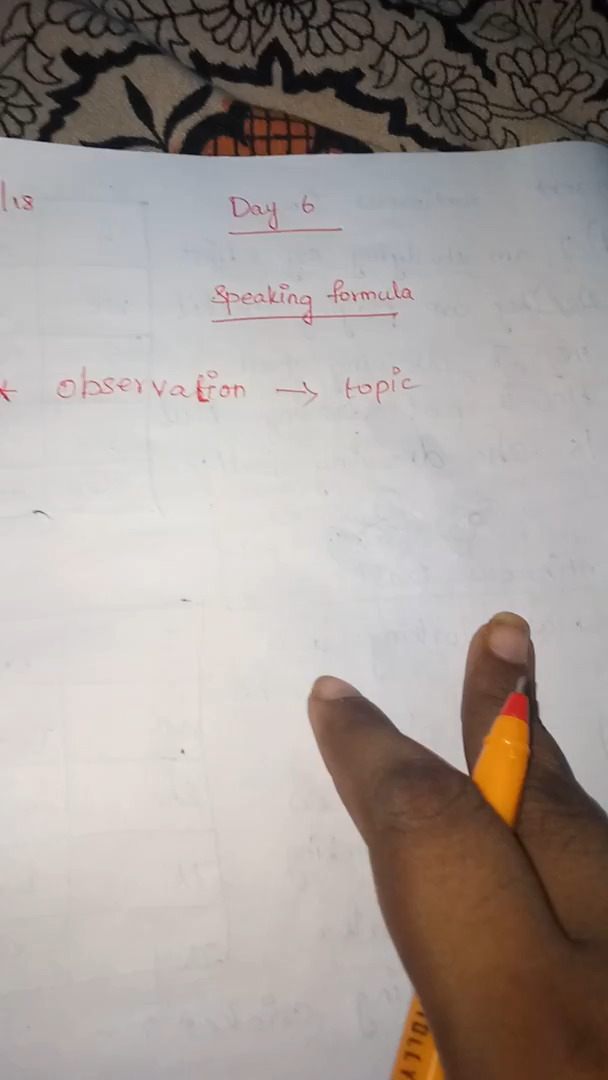 /18
Day 6
Speaking formula
* observation → topic